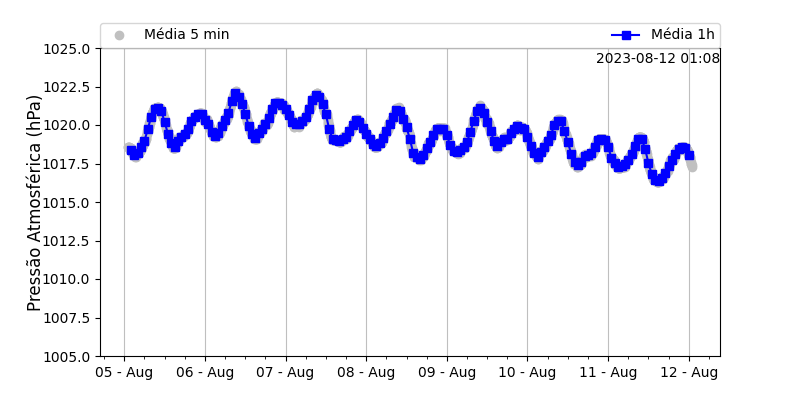 Média 5 min
Média 1h
2023-08-12 01:08
Pressão Atmosférica (hPa)
1025.0
1022.5
1020.0
1017.5
1015.0
1012.5
1010.0
1007.5
1005.0
05 - Aug
06 - Aug
07 - Aug
08 - Aug
09 - Aug
10 - Aug
11 - Aug
12 - Aug